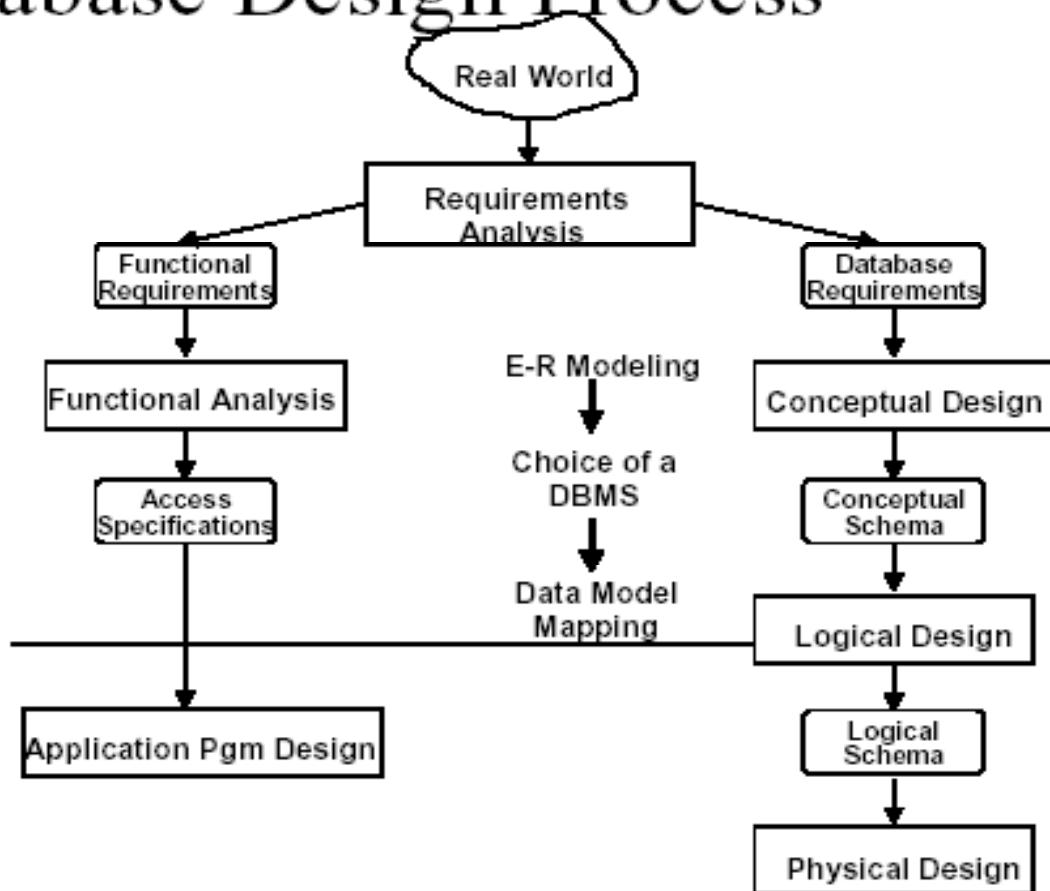 abase Design Process
Real World
Requirements
Analysis
Functional
Requirements
Database
Requirements
E-R Modeling
Functional Analysis
Conceptual Design
Choice of a
DBMS
Access
Specifications
Conceptual
Schema
Data Model
Mapping
Logical Design
Application Pgm Design
Logical
Schema
Physical Design